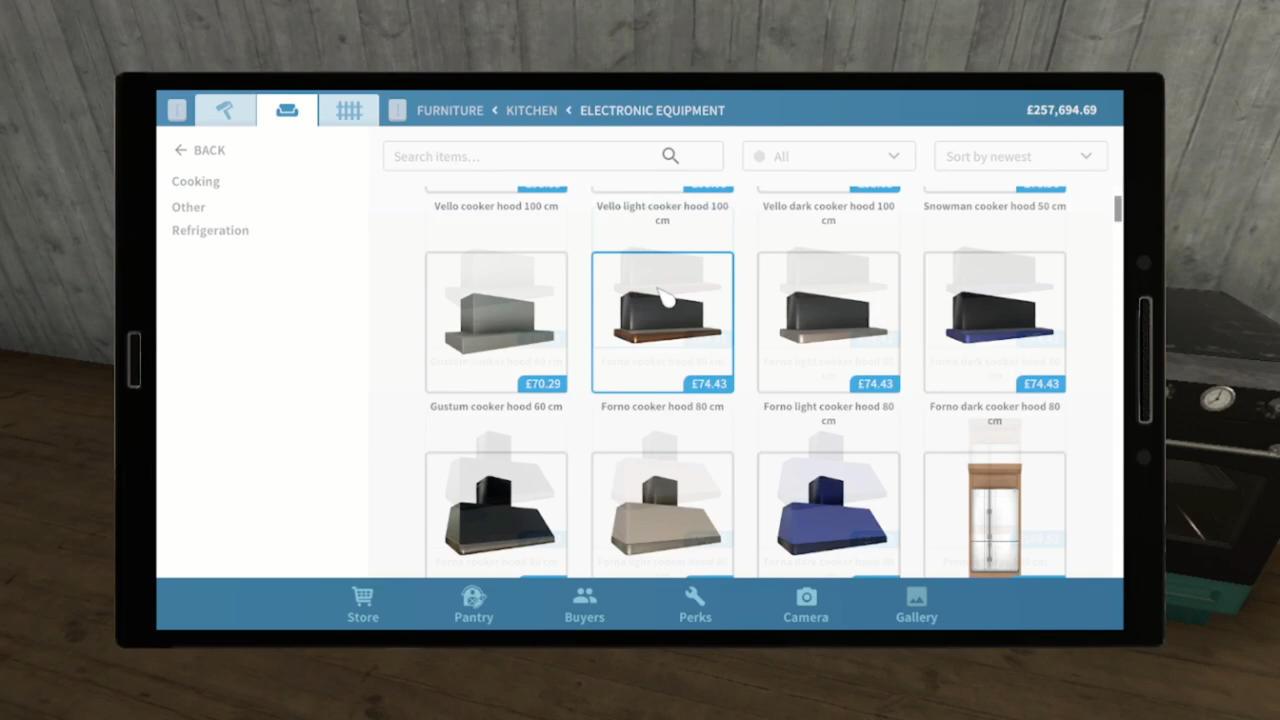 FURNITURE < KITCHEN < ELECTRONIC EQUIPMENT
£257,694.69
BACK
Search items...
All
Sort by newest
Cooking
Other
Refrigeration
Vello cooker hood 100 cm
Vello light cooker hood 100
cm
Vello dark cooker hood 100
cm
Snowman cooker hood 50 cm
£70.29
£74.43
£74.43
£74.43
Gustum cooker hood 60 cm
Forno cooker hood 80 cm
Forno light cooker hood 80
cm
Forno dark cooker hood 80
cm
Store
Pantry
Buyers
Perks
Camera
Gallery